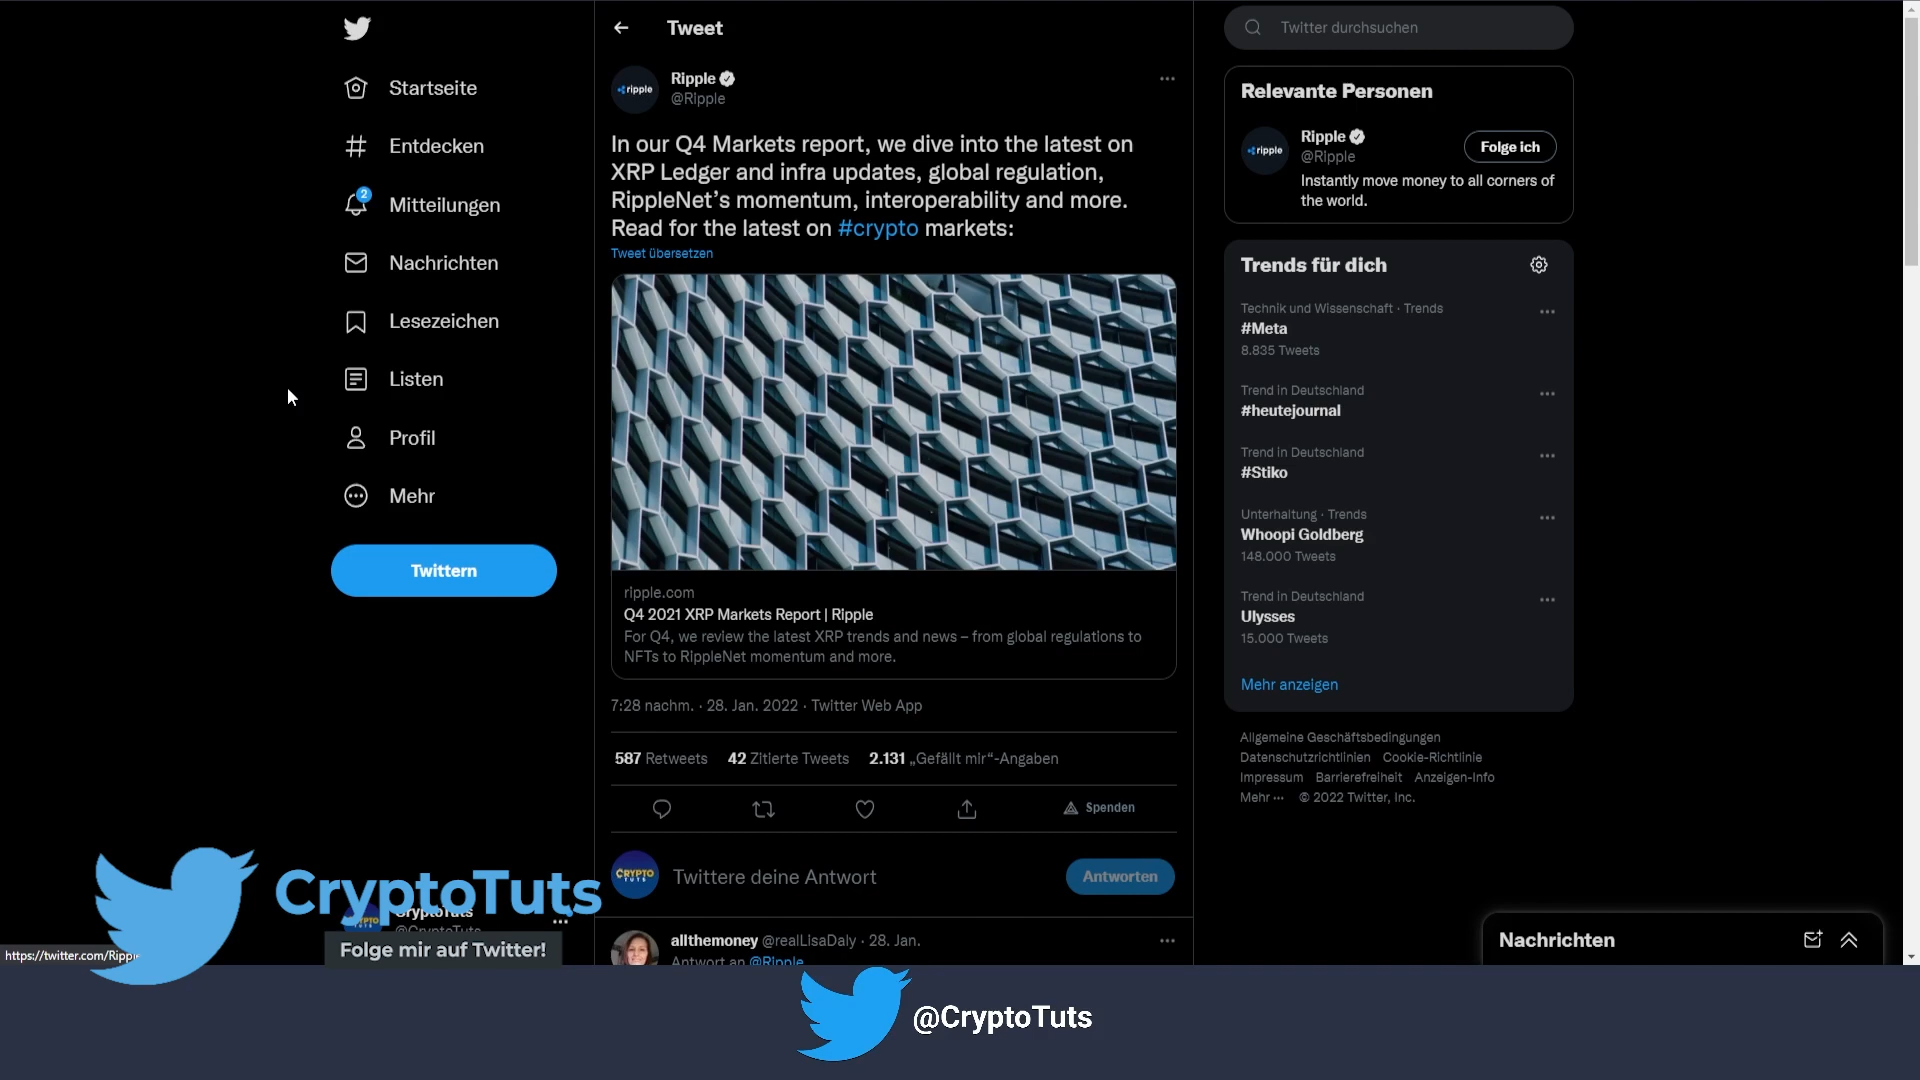 Startseite
Entdecken
2
Mitteilungen
Nachrichten
Lesezeichen
Listen
Profil
Mehr
Twittern
Tweet
ripple
Ripple
@Ripple
In our Q4 Markets report, we dive into the latest on
XRP Ledger and infra updates, global regulation,
RippleNet’s momentum, interoperability and more.
Read for the latest on #crypto markets:
Tweet übersetzen
ripple.com
Q4 2021 XRP Markets Report | Ripple
For Q4, we review the latest XRP trends and news – from global regulations to
NFTs to RippleNet momentum and more.
7:28 nachm. · 28. Jan. 2022 · Twitter Web App
587 Retweets 42 Zitierte Tweets 2.131 „Gefällt mir“-Angaben
Spenden
CRYPTO
TUTS
Twittere deine Antwort
Antworten
allthemoney @realLisaDaly · 28. Jan.
Antwort an @Ripple
Twitter durchsuchen
Relevante Personen
ripple
Ripple
@Ripple
Folge ich
Instantly move money to all corners of
the world.
Trends für dich
Technik und Wissenschaft · Trends
#Meta
8.835 Tweets
Trend in Deutschland
#heutejournal
Trend in Deutschland
#Stiko
Unterhaltung · Trends
Whoopi Goldberg
148.000 Tweets
Trend in Deutschland
Ulysses
15.000 Tweets
Mehr anzeigen
Allgemeine Geschäftsbedingungen
Datenschutzrichtlinien Cookie-Richtlinie
Impressum Barrierefreiheit Anzeigen-Info
Mehr ··· © 2022 Twitter, Inc.
Nachrichten
CryptoTuts
CryptoTuts
@CryptoTuts
Folge mir auf Twitter!
https://twitter.com/Ripple
@CryptoTuts